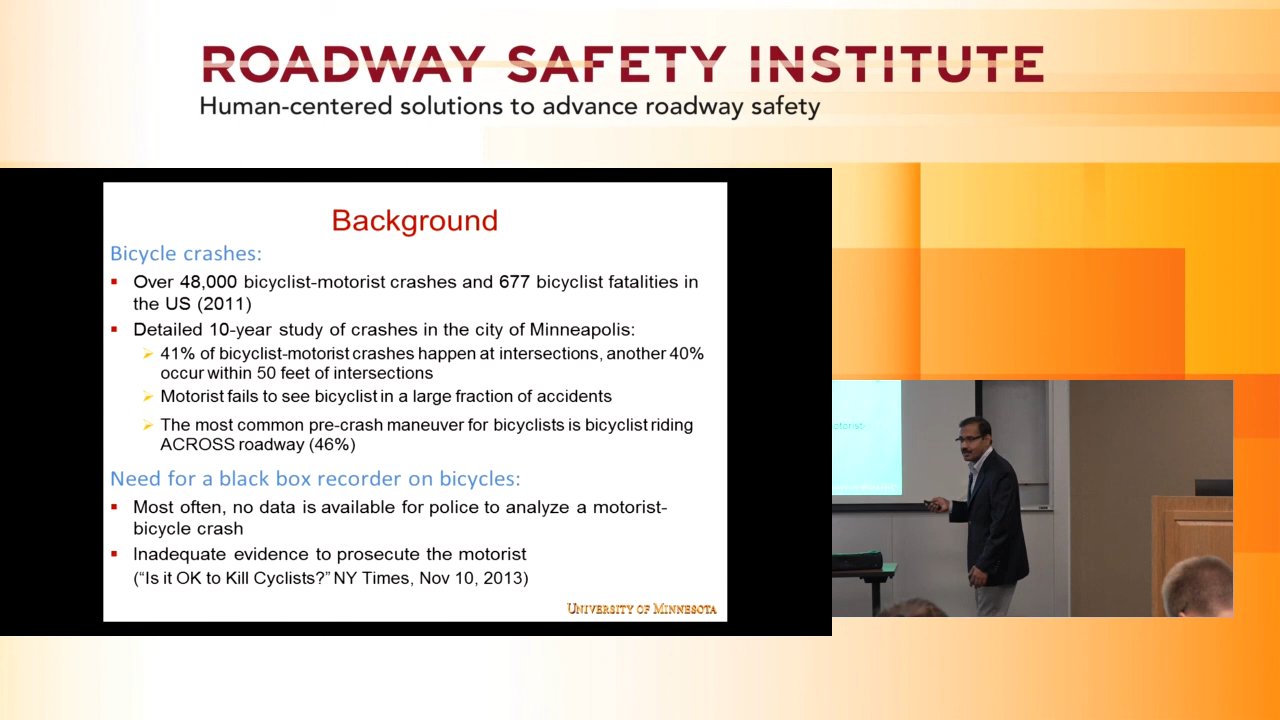 ROADWAY SAFETY INSTITUTE
Human-centered solutions to advance roadway safety
Background
Bicycle crashes:
Over 48,000 bicyclist-motorist crashes and 677 bicyclist fatalities in
the US (2011)
Detailed 10-year study of crashes in the city of Minneapolis:
41% of bicyclist-motorist crashes happen at intersections, another 40%
occur within 50 feet of intersections
Motorist fails to see bicyclist in a large fraction of accidents
The most common pre-crash maneuver for bicyclists is bicyclist riding
ACROSS roadway (46%)
Need for a black box recorder on bicycles:
Most often, no data is available for police to analyze a motorist-
bicycle crash
Inadequate evidence to prosecute the motorist
("Is it OK to Kill Cyclists?" NY Times, Nov 10, 2013)
UNIVERSITY OF MINNESOTA